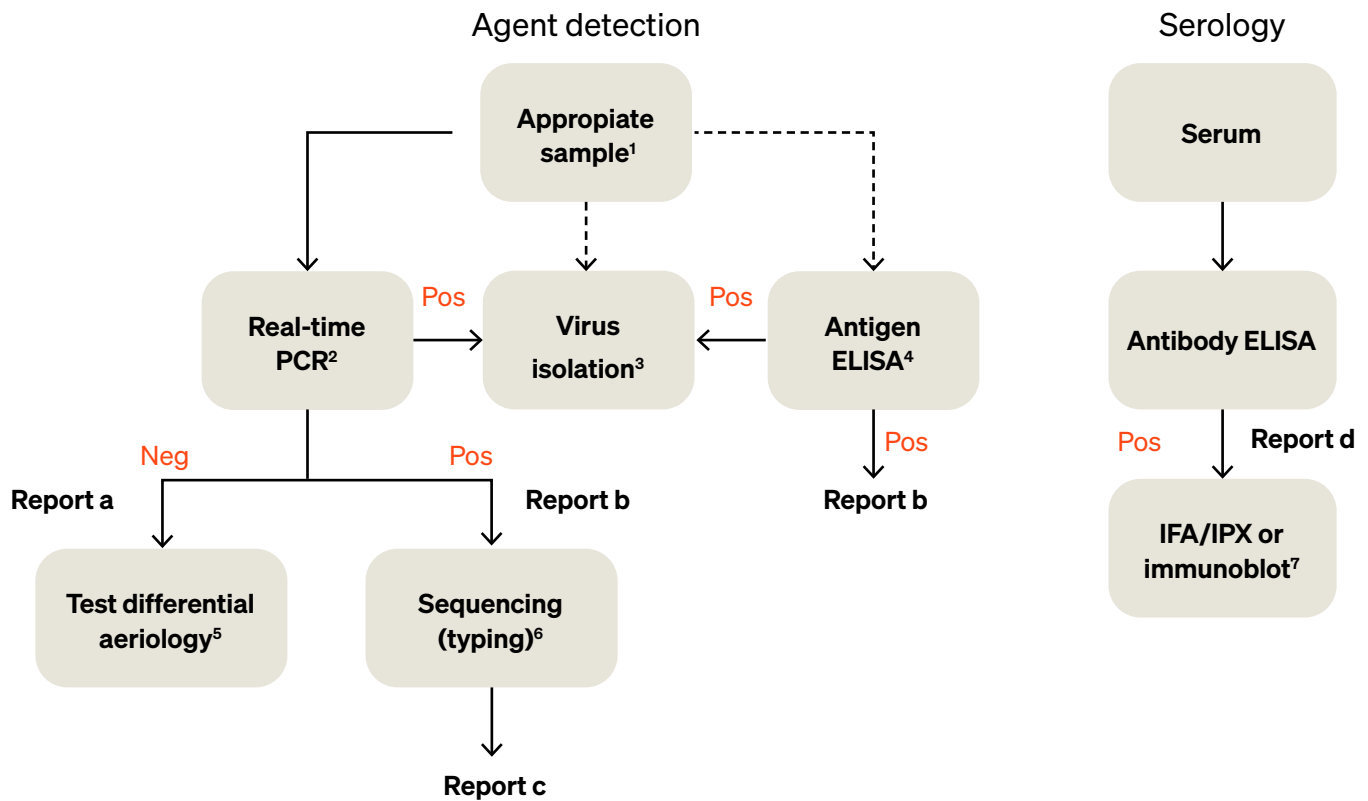 Agent detection
Serology
Appropiate
sample¹
Serum
Pos
Pos
Real-time
PCR²
Virus
isolation³
Antigen
ELISA⁴
Antibody ELISA
Neg
Pos
Pos
Pos
Report d
Report a
Report b
Report b
Test differential
aeriology⁵
Sequencing
(typing)⁶
IFA/IPX or
immunoblot⁷
Report c